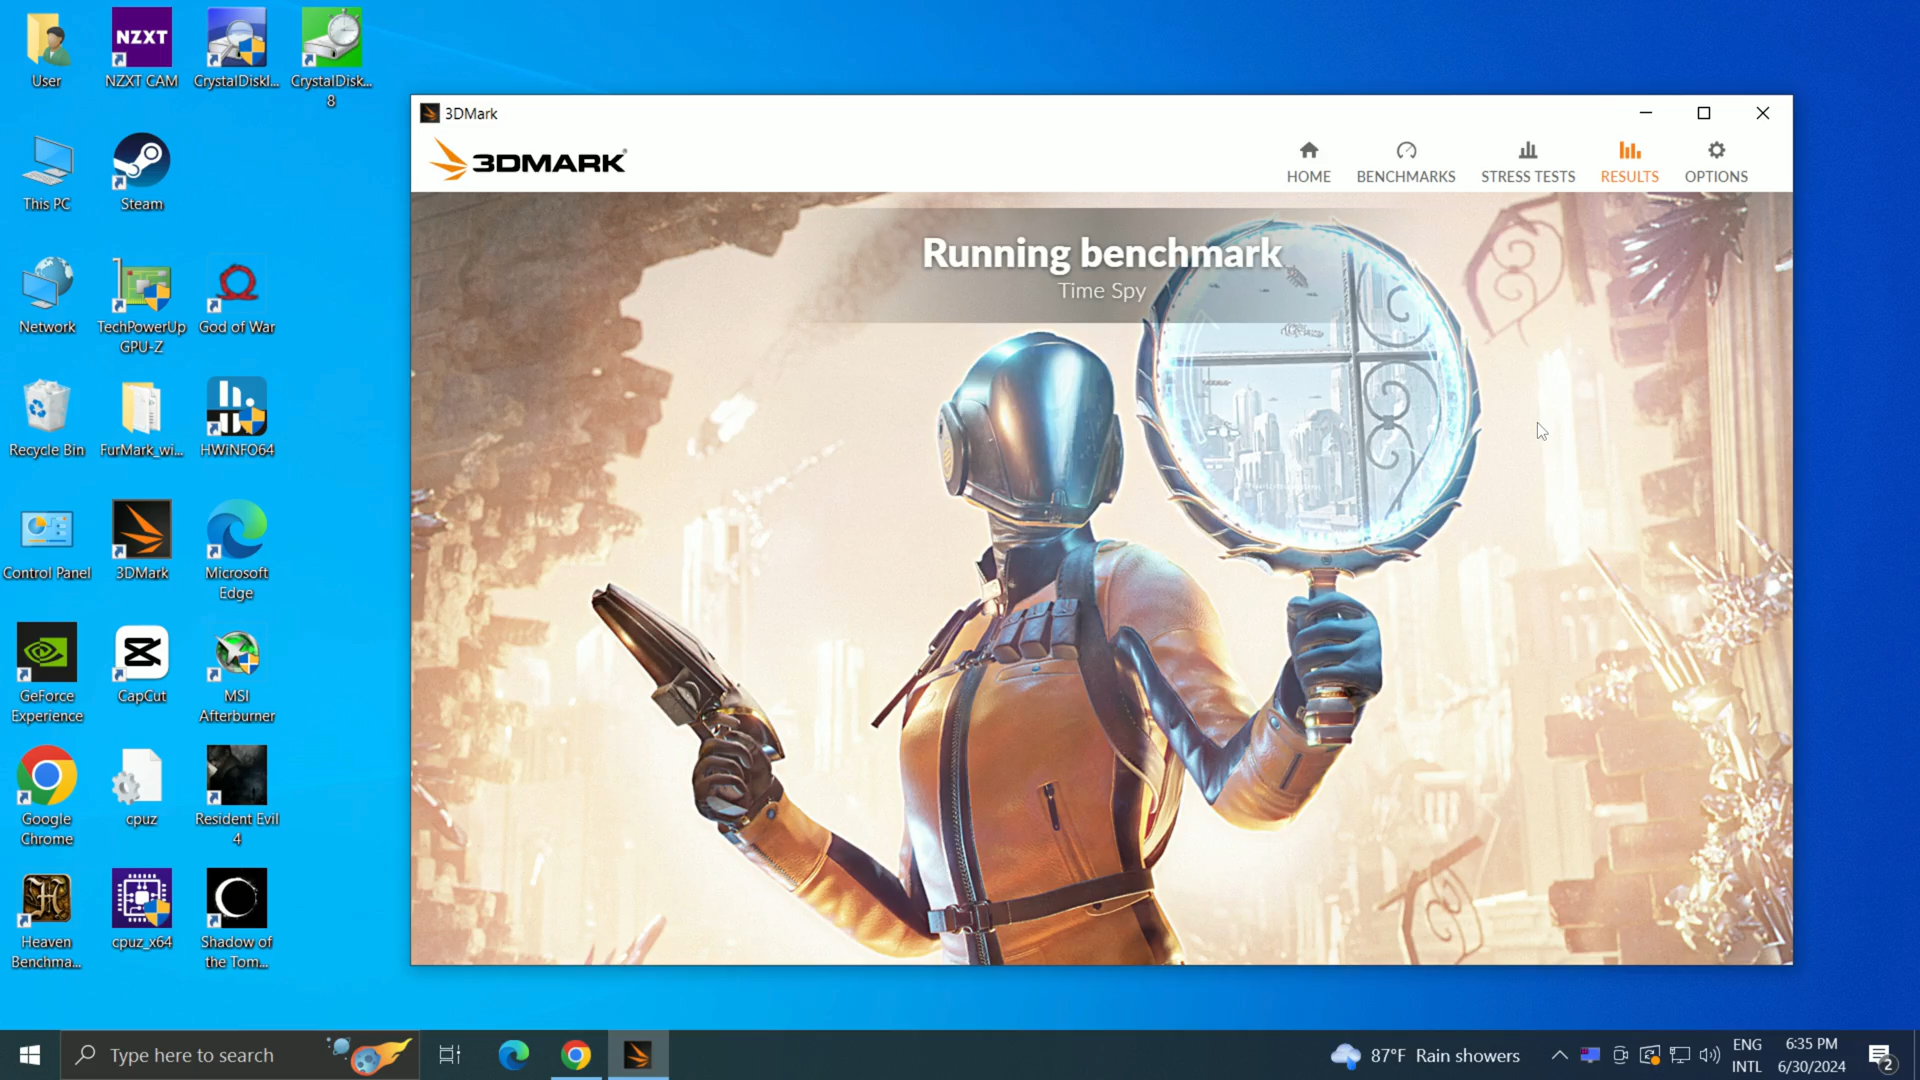 User
NZXT
NZXT CAM
CrystalDiskI...
CrystalDisk...
8
This PC
Steam
Network
TechPowerUp
GPU-Z
God of War
Recycle Bin
FurMark_wi...
HWiNFO64
Control Panel
3DMark
Microsoft
Edge
GeForce
Experience
CapCut
MSI
Afterburner
Google
Chrome
cpuz
Resident Evil
4
Heaven
Benchma...
cpuz_x64
Shadow of
the Tom...
3DMark
3DMARK
HOME
BENCHMARKS
STRESS TESTS
RESULTS
OPTIONS
Running benchmark
Time Spy
Type here to search
87°F Rain showers
ENG
INTL
6:35 PM
6/30/2024
2